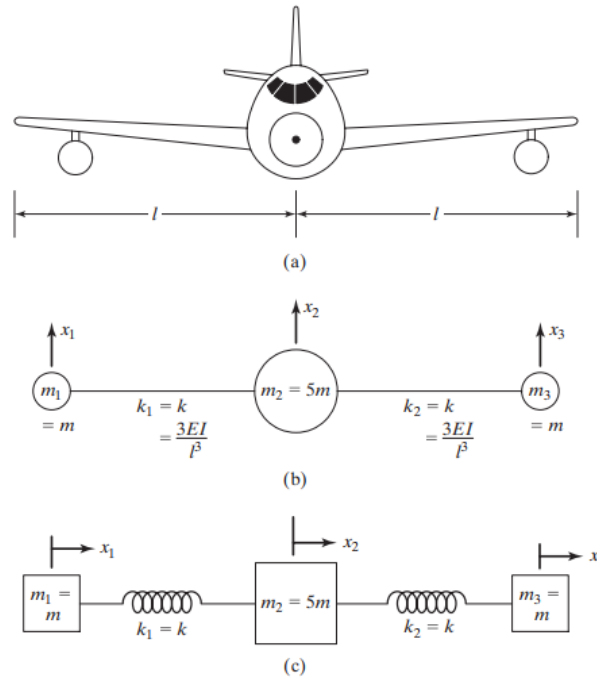 l l
(a)
x₁ x₂ x₃
m₁ m₂ = 5m m₃
= m k₁ = k k₂ = k = m
= 3EI/l³ = 3EI/l³
(b)
x₁ x₂ x
m₁ = m₂ = 5m m₃ =
m m
k₁ = k k₂ = k
(c)